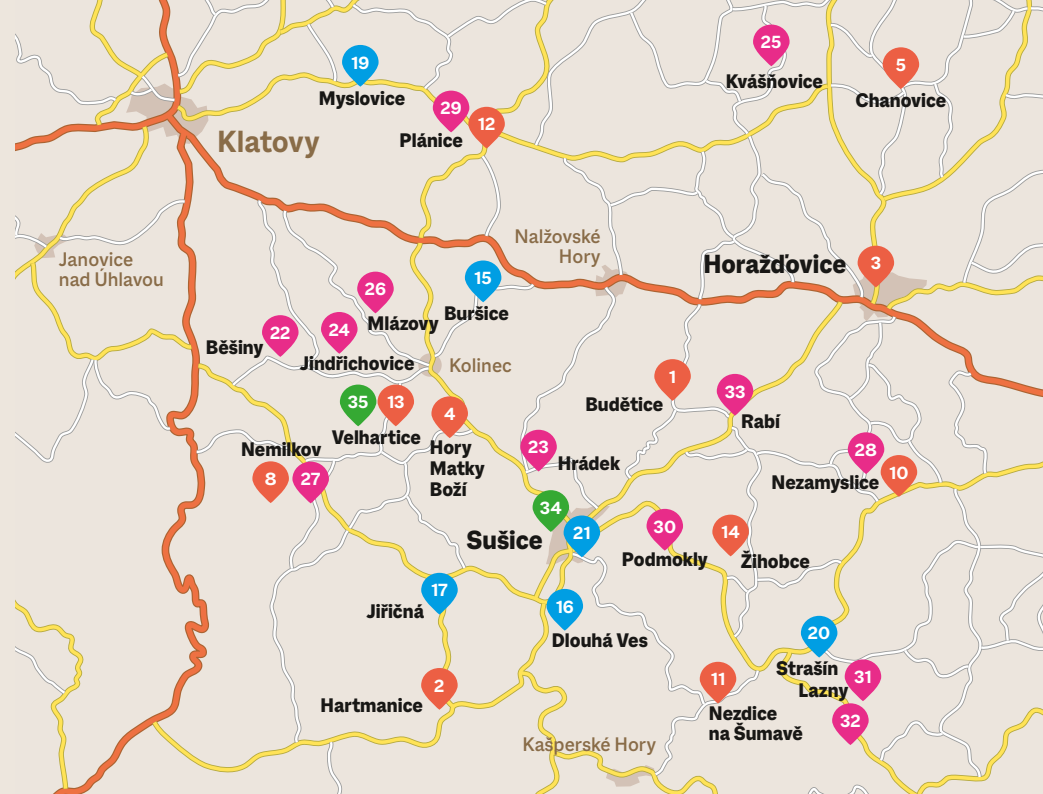 25
5
19
Kvášňovice
Myslovice
Chanovice
29
12
Plánice
Klatovy
Nalžovské
Hory
Janovice
nad Úhlavou
Horažďovice
3
15
26
Buršice
Mlázovy
22
24
Běšiny
Jindřichovice
Kolinec
1
33
35
13
4
Budětice
Rabí
Velhartice
Hory
Matky
Boží
Nemilkov
23
Hrádek
28
8
27
Nezamyslice
10
34
21
Sušice
30
14
Podmokly
Žihobce
17
16
Jiřičná
Dlouhá Ves
20
Strašín
2
11
Lazny
31
Hartmanice
Nezdice
na Šumavě
32
Kašperské Hory